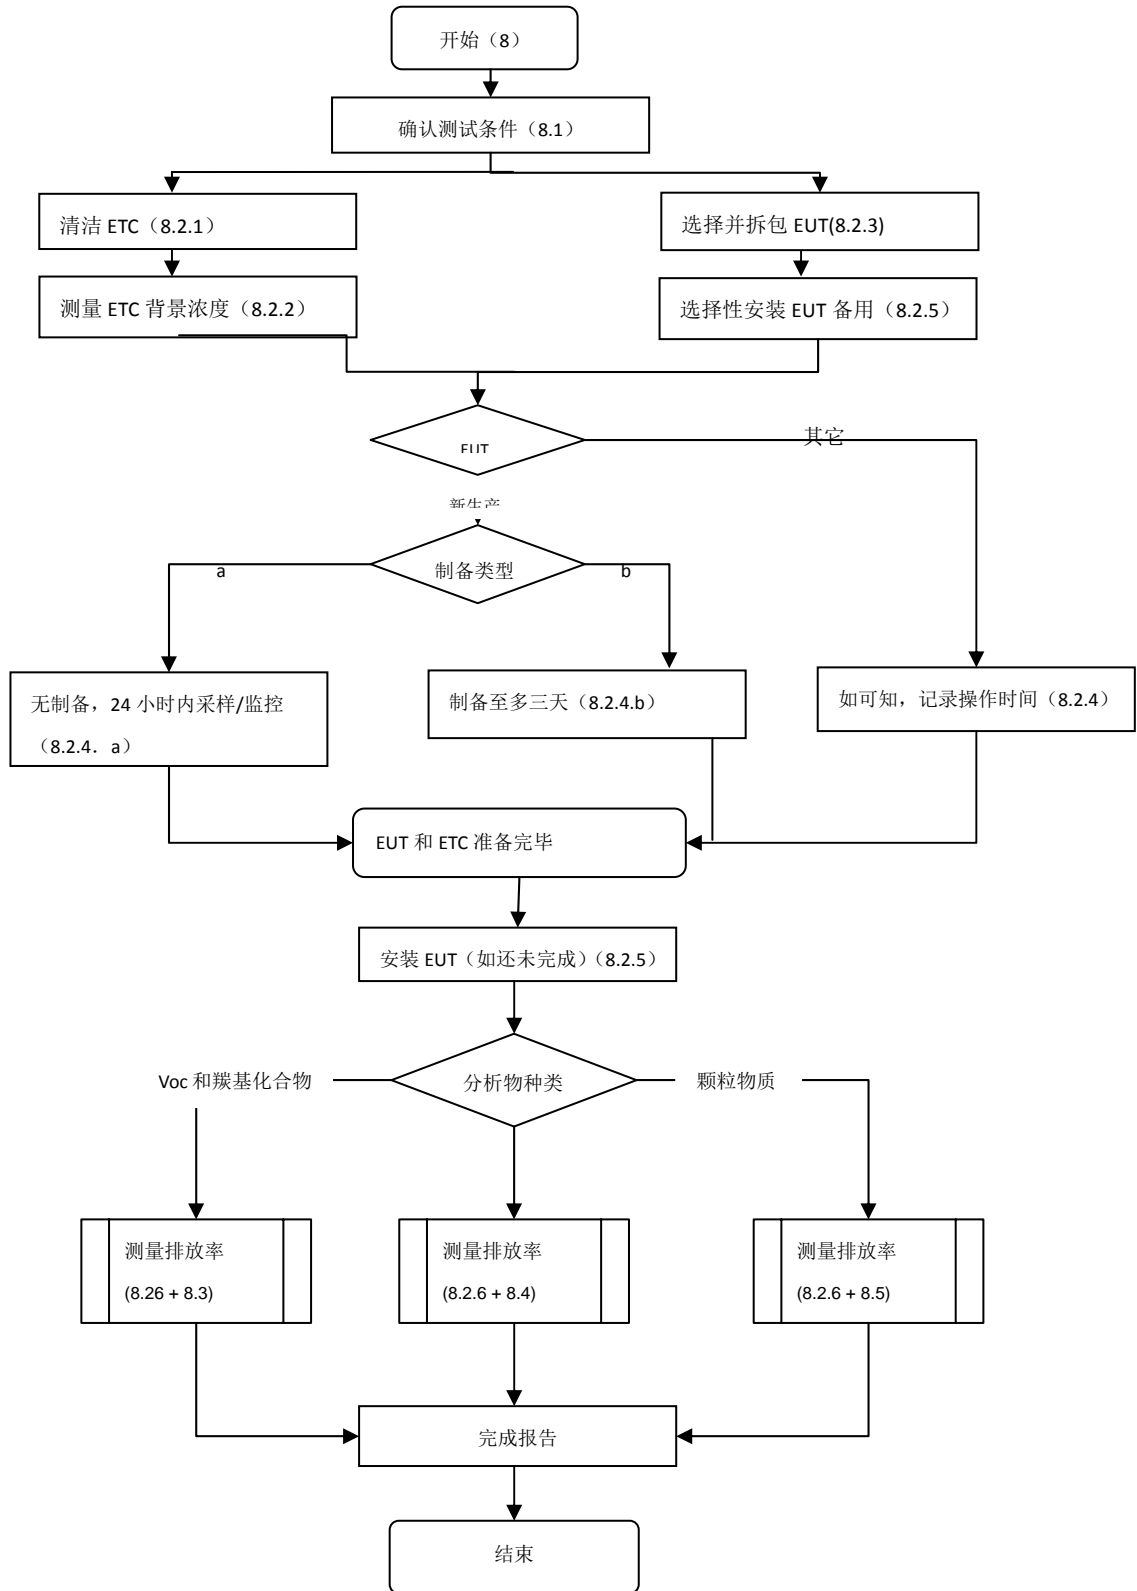 开始（8）
确认测试条件（8.1）
清洁 ETC（8.2.1）
选择并拆包 EUT(8.2.3)
测量 ETC 背景浓度（8.2.2）
选择性安装 EUT 备用（8.2.5）
EUT
其它
新生产
制备类型
a
b
无制备，24 小时内采样/监控
（8.2.4．a）
制备至多三天（8.2.4.b）
如可知，记录操作时间（8.2.4）
EUT 和 ETC 准备完毕
安装 EUT（如还未完成）（8.2.5）
Voc 和羰基化合物
分析物种类
颗粒物质
测量排放率
(8.26 + 8.3)
测量排放率
(8.2.6 + 8.4)
测量排放率
(8.2.6 + 8.5)
完成报告
结束